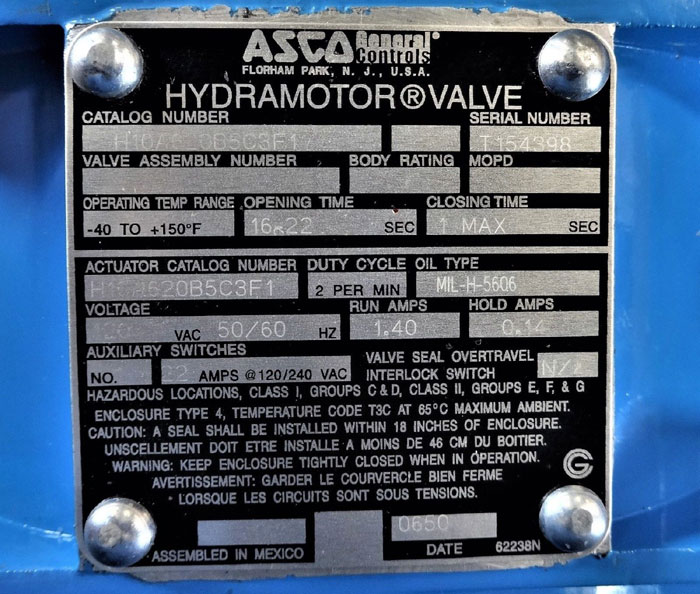 ASCO General Controls®
FLORHAM PARK, N. J., U.S.A.
HYDRAMOTOR®VALVE
CATALOG NUMBER SERIAL NUMBER
T154398
VALVE ASSEMBLY NUMBER BODY RATING MOPD
OPERATING TEMP RANGE OPENING TIME CLOSING TIME
-40 TO +150°F 16-22 SEC 1 MAX SEC
ACTUATOR CATALOG NUMBER DUTY CYCLE OIL TYPE
2 PER MIN MIL-H-5606
VOLTAGE RUN AMPS HOLD AMPS
120 VAC 50/60 HZ 1.40 0.14
AUXILIARY SWITCHES VALVE SEAL OVERTRAVEL
NO. AMPS @120/240 VAC INTERLOCK SWITCH
HAZARDOUS LOCATIONS, CLASS I, GROUPS C&D, CLASS II, GROUPS E, F, & G
ENCLOSURE TYPE 4, TEMPERATURE CODE T3C AT 65°C MAXIMUM AMBIENT.
CAUTION: A SEAL SHALL BE INSTALLED WITHIN 18 INCHES OF ENCLOSURE.
UNSCELLEMENT DOIT ETRE INSTALLE A MOINS DE 46 CM DU BOITIER.
WARNING: KEEP ENCLOSURE TIGHTLY CLOSED WHEN IN OPERATION.
AVERTISSEMENT: GARDER LE COURVERCLE BIEN FERME
LORSQUE LES CIRCUITS SONT SOUS TENSIONS.
0650
ASSEMBLED IN MEXICO DATE 62238N